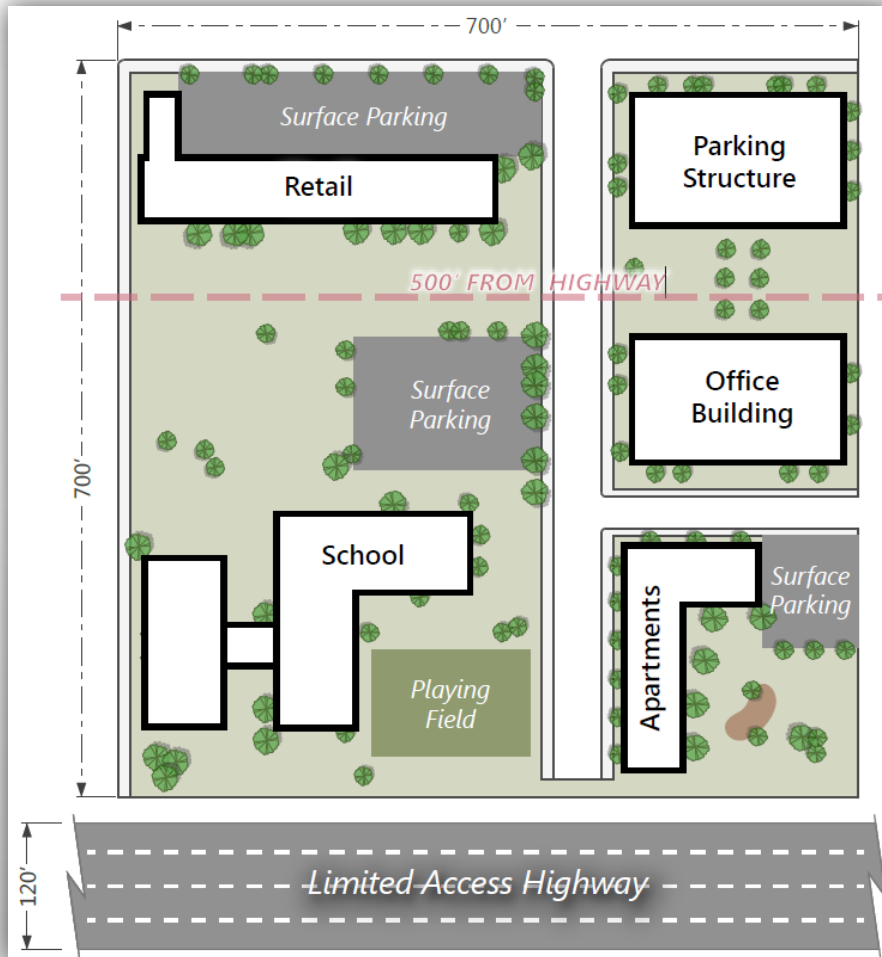 700’
Surface Parking
Retail
Parking
Structure
500’ FROM HIGHWAY
Surface
Parking
Office
Building
700’
School
Apartments
Surface
Parking
Playing
Field
120’
Limited Access Highway